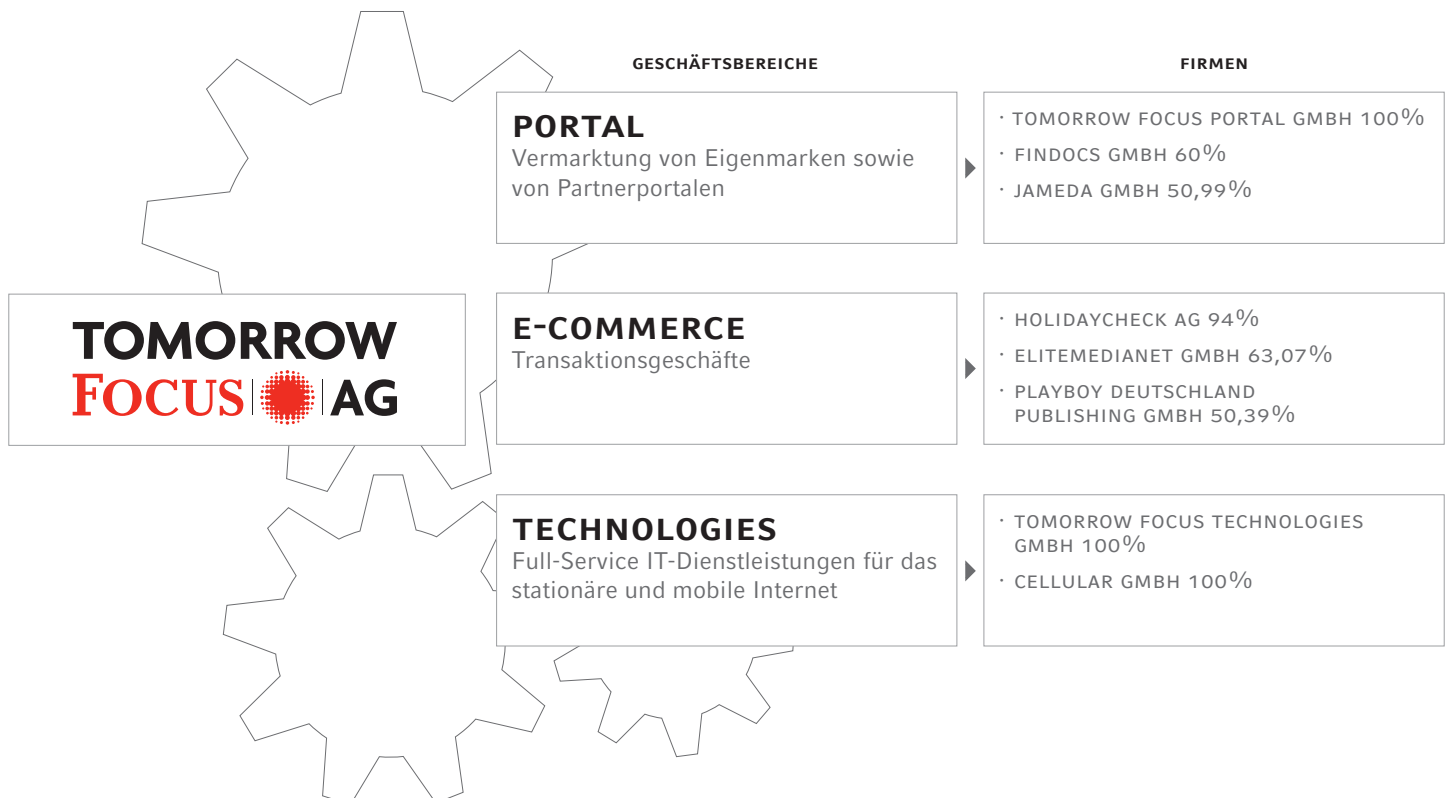 GESCHÄFTSBEREICHE
FIRMEN
PORTAL
Vermarktung von Eigenmarken sowie
von Partnerportalen
· TOMORROW FOCUS PORTAL GMBH 100%
· FINDOCS GMBH 60%
· JAMEDA GMBH 50,99%
TOMORROW
FOCUS AG
E-COMMERCE
Transaktionsgeschäfte
· HOLIDAYCHECK AG 94%
· ELITEMEDIANET GMBH 63,07%
· PLAYBOY DEUTSCHLAND
PUBLISHING GMBH 50,39%
TECHNOLOGIES
Full-Service IT-Dienstleistungen für das
stationäre und mobile Internet
· TOMORROW FOCUS TECHNOLOGIES
GMBH 100%
· CELLULAR GMBH 100%